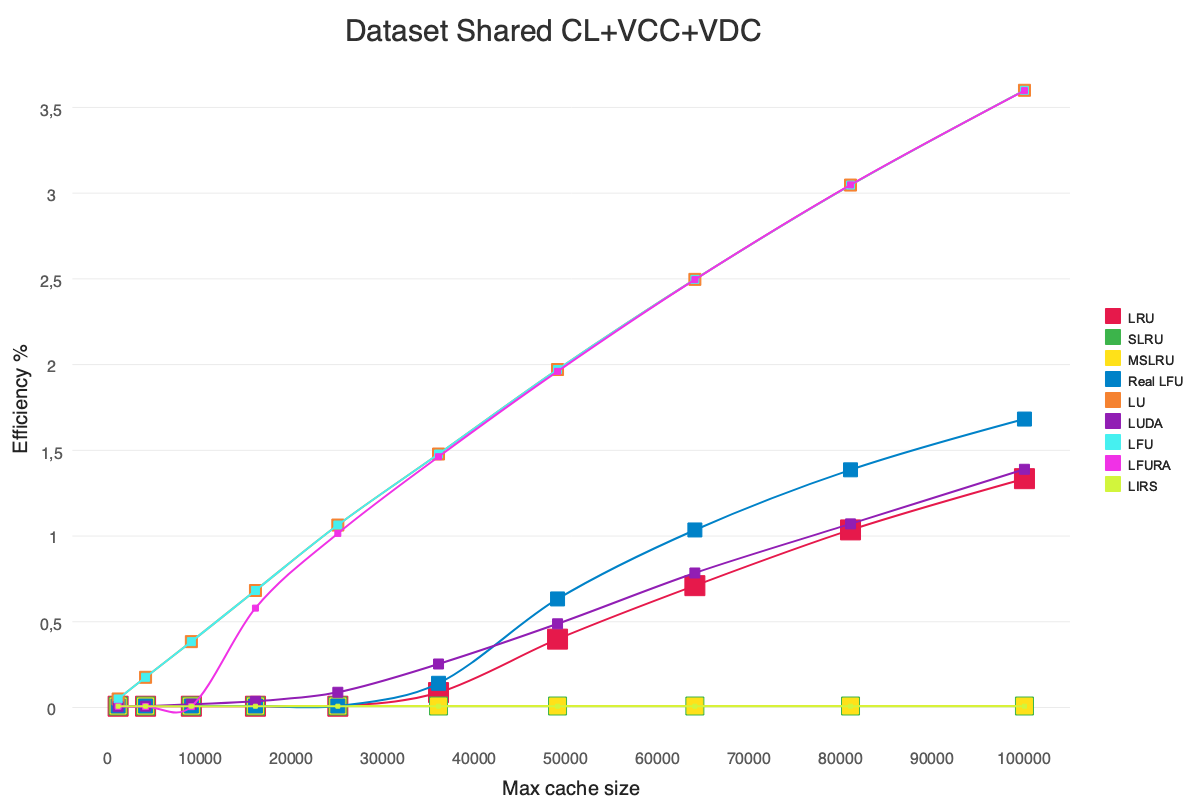 Dataset Shared CL+VCC+VDC
3,5
3
2,5
2
1,5
1
0,5
0
Efficiency %
0 10000 20000 30000 40000 50000 60000 70000 80000 90000 100000
Max cache size
LRU
SLRU
MSLRU
Real LFU
LU
LUDA
LFU
LFURA
LIRS